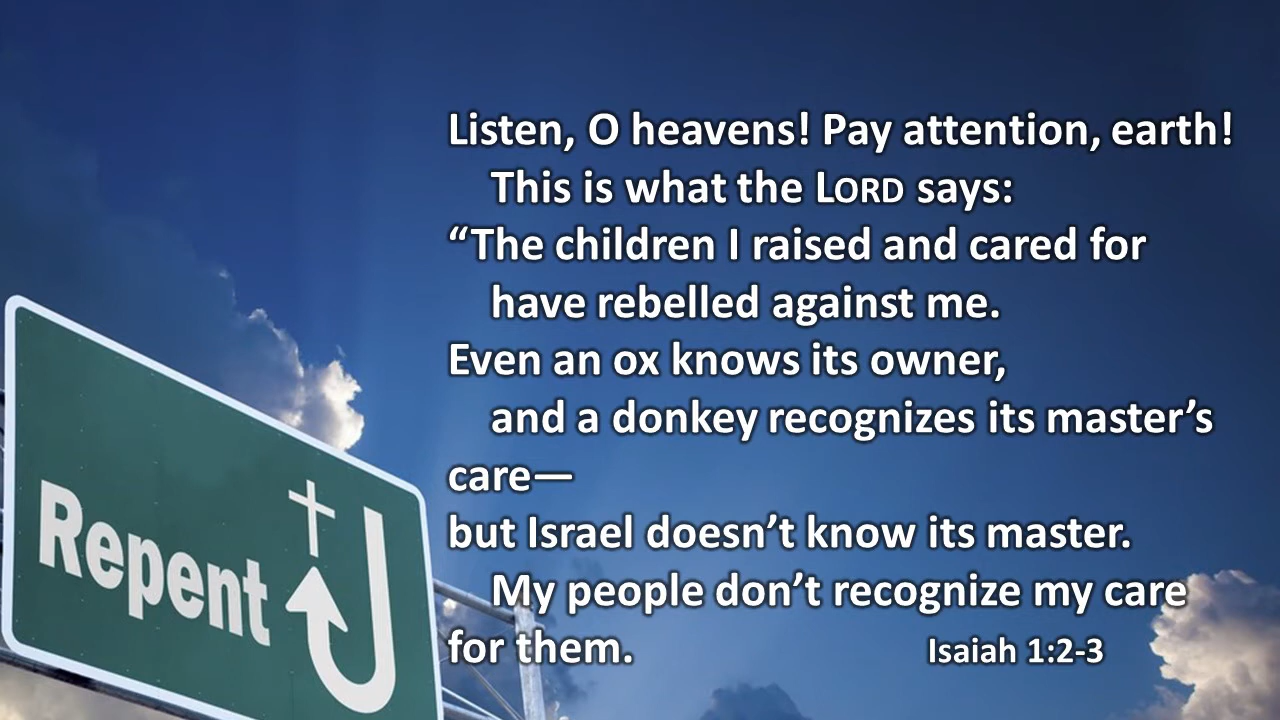 Listen, O heavens! Pay attention, earth!
This is what the LORD says:
“The children I raised and cared for
have rebelled against me.
Even an ox knows its owner,
and a donkey recognizes its master’s
care—
but Israel doesn’t know its master.
My people don’t recognize my care
for them.
Isaiah 1:2-3
Repent